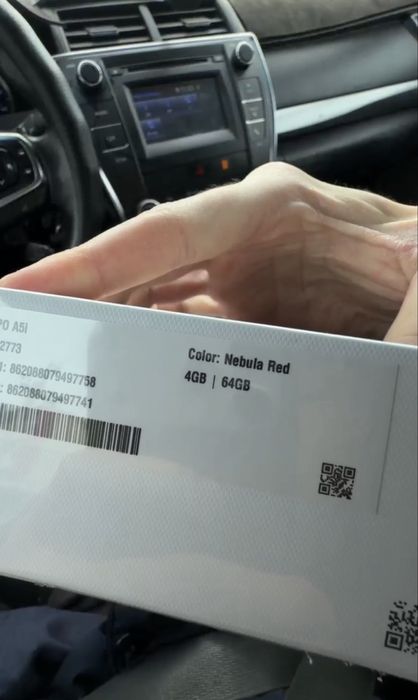 PO A5i
2773
: 862088079497758
: 862088079497741
Color: Nebula Red
4GB | 64GB